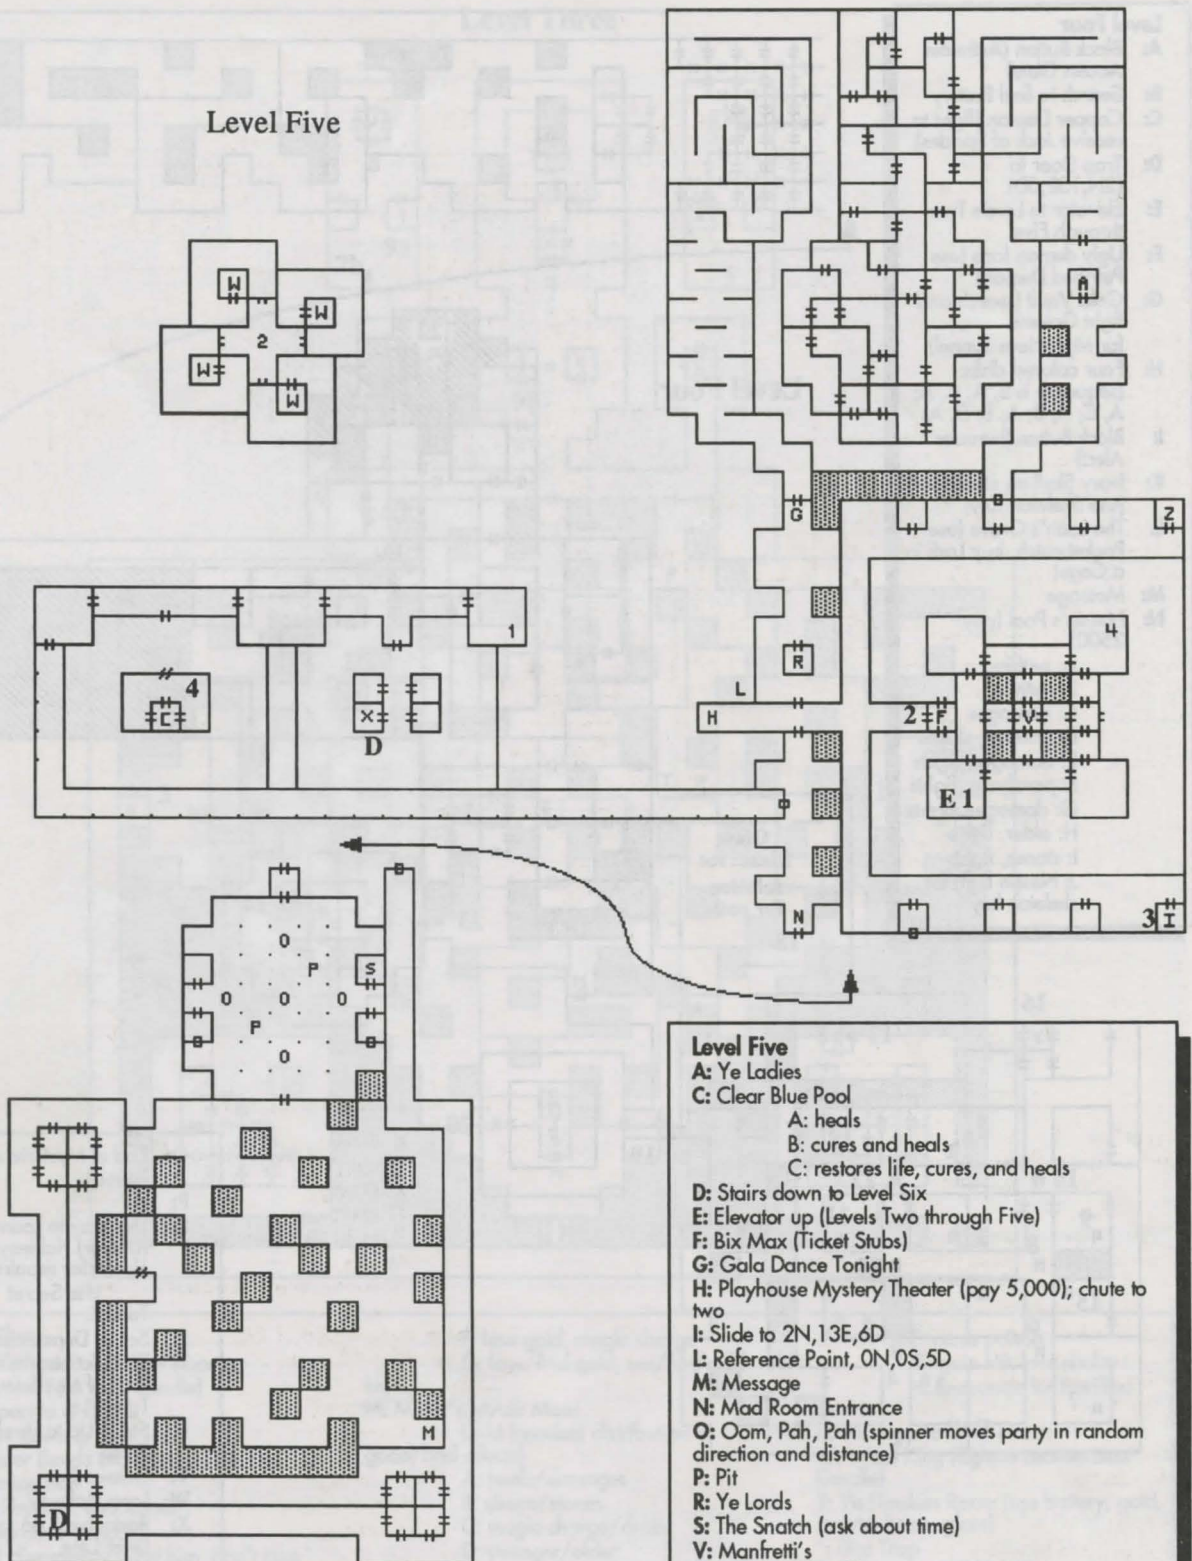 Level Five
W
W
2
W
W
A
G
Z
1
4
R
4
L
C
X
H
2
F
V
D
E 1
N
3
I
O
P
S
O
O
O
P
O
M
D
Level Five
A: Ye Ladies
C: Clear Blue Pool
A: heals
B: cures and heals
C: restores life, cures, and heals
D: Stairs down to Level Six
E: Elevator up (Levels Two through Five)
F: Bix Max (Ticket Stubs)
G: Gala Dance Tonight
H: Playhouse Mystery Theater (pay 5,000); chute to
two
I: Slide to 2N,13E,6D
L: Reference Point, 0N,0S,5D
M: Message
N: Mad Room Entrance
O: Oom, Pah, Pah (spinner moves party in random
direction and distance)
P: Pit
R: Ye Lords
S: The Snatch (ask about time)
V: Manfretti's